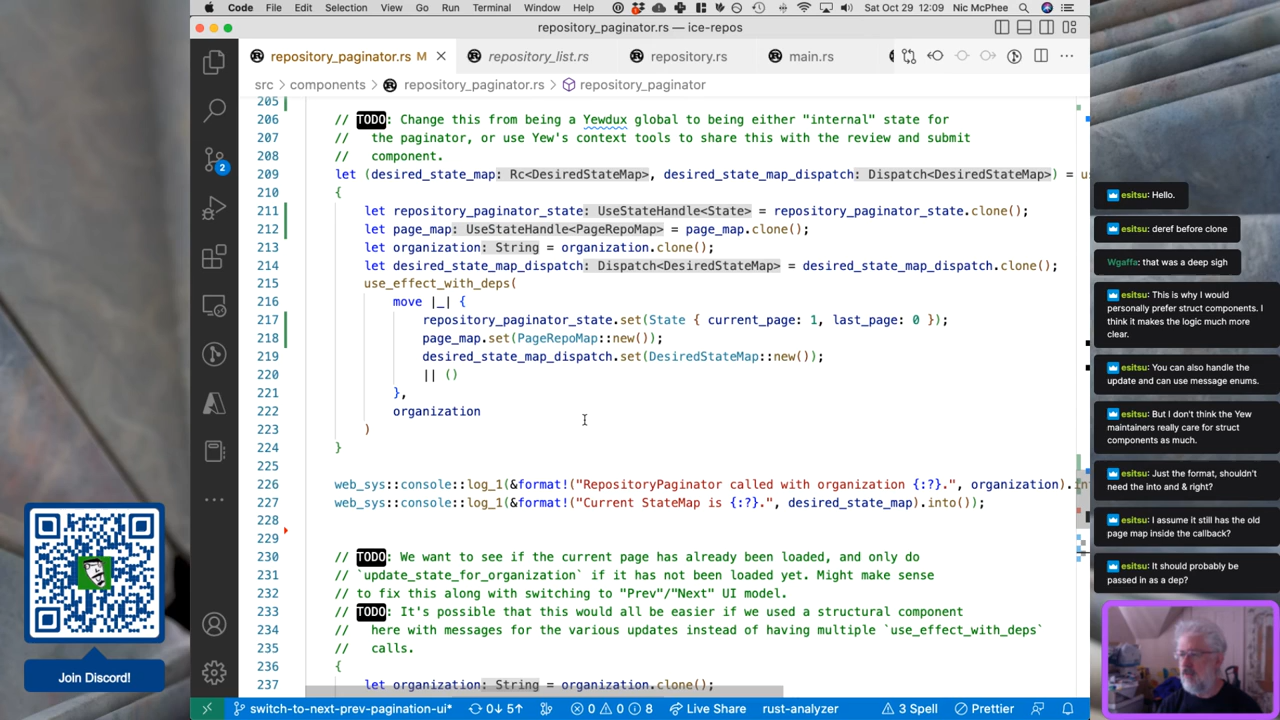 Code File Edit Selection View Go Run Terminal Window Help Sat Oct 29 12:09 Nic McPhee
repository_paginator.rs — ice-repos
repository_paginator.rs M repository_list.rs repository.rs main.rs
src components repository_paginator.rs repository_paginator
205
206 // TODO: Change this from being a Yewdux global to being either "internal" state for
207 // the paginator, or use Yew's context tools to share this with the review and submit
208 // component.
209 let (desired_state_map: Rc<DesiredStateMap>, desired_state_map_dispatch: Dispatch<DesiredStateMap>) =
210 {
211 let repository_paginator_state: UseStateHandle<State> = repository_paginator_state.clone();
212 let page_map: UseStateHandle<PageRepoMap> = page_map.clone();
213 let organization: String = organization.clone();
214 let desired_state_map_dispatch: Dispatch<DesiredStateMap> = desired_state_map_dispatch.clone();
215 use_effect_with_deps(
216 move |_| {
217 repository_paginator_state.set(State { current_page: 1, last_page: 0 });
218 page_map.set(PageRepoMap::new());
219 desired_state_map_dispatch.set(DesiredStateMap::new());
220 || ()
221 },
222 organization
223 )
224 }
225
226 web_sys::console::log_1(&format!("RepositoryPaginator called with organization {:?}.", organization).in
227 web_sys::console::log_1(&format!("Current StateMap is {:?}.", desired_state_map).into());
228
229
230 // TODO: We want to see if the current page has already been loaded, and only do
231 // `update_state_for_organization` if it has not been loaded yet. Might make sense
232 // to fix this along with switching to "Prev"/"Next" UI model.
233 // TODO: It's possible that this would all be easier if we used a structural component
234 // here with messages for the various updates instead of having multiple `use_effect_with_deps`
235 // calls.
236 {
237 let organization: String = organization.clone();
2
switch-to-next-prev-pagination-ui* 0↓ 5↑ 0 0 8 Live Share rust-analyzer 3 Spell Prettier
Join Discord!
esitsu: Hello.
esitsu: deref before clone
Wgaffa: that was a deep sigh
esitsu: This is why I would
personally prefer struct
components. I
think it makes the logic much more
clear.
esitsu: You can also handle the
update and can use message enums.
esitsu: But I don't think the Yew
maintainers really care for struct
components as much.
esitsu: Just the format, shouldn't
need the into and & right?
esitsu: I assume it still has the old
page map inside the callback?
esitsu: It should probably be
passed in as a dep?